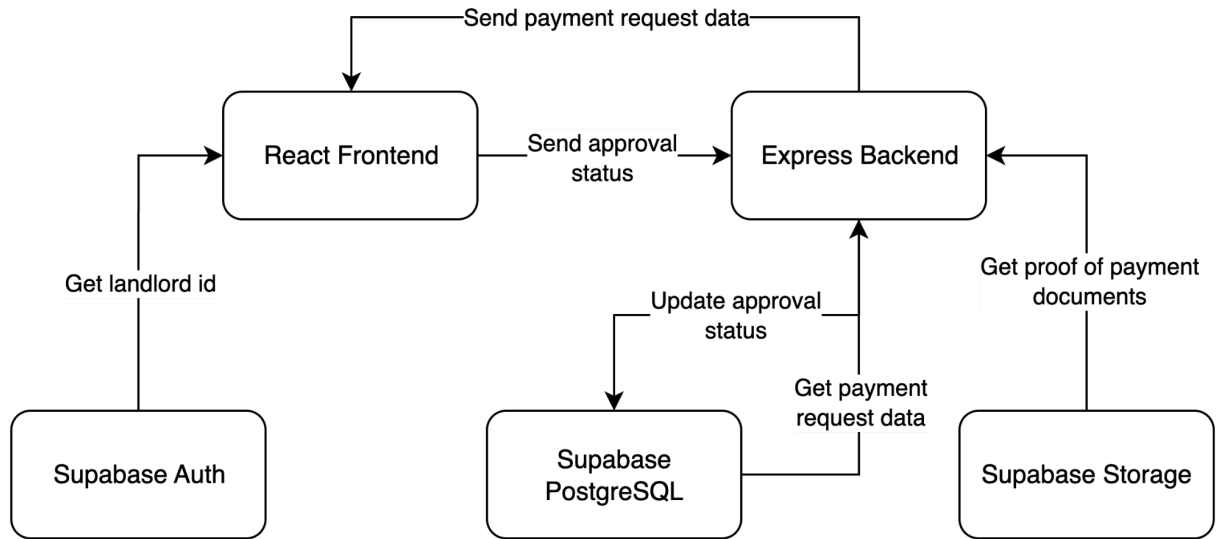 Send payment request data
React Frontend
Send approval
status
Express Backend
Get landlord id
Update approval
status
Get proof of payment
documents
Get payment
request data
Supabase Auth
Supabase
PostgreSQL
Supabase Storage